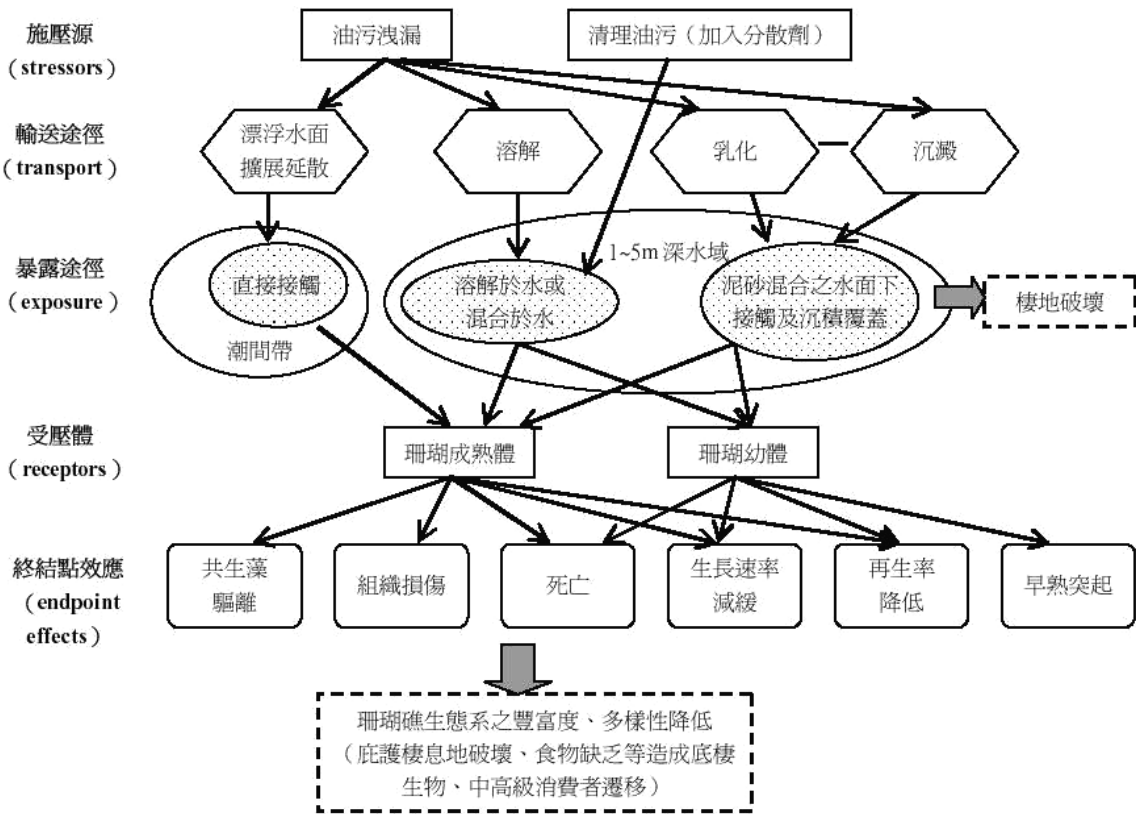 施壓源
（stressors）
油污洩漏
清理油污（加入分散劑）
輸送途徑
（transport）
漂浮水面
擴展延散
溶解
乳化
沉澱
暴露途徑
（exposure）
直接接觸
潮間帶
溶解於水或
混合於水
1~5m 深水域
泥砂混合之水面下
接觸及沉積覆蓋
棲地破壞
受壓體
（receptors）
珊瑚成熟體
珊瑚幼體
終結點效應
（endpoint
effects）
共生藻
驅離
組織損傷
死亡
生長速率
減緩
再生率
降低
早熟突起
珊瑚礁生態系之豐富度、多樣性降低
（庇護棲息地破壞、食物缺乏等造成底棲
生物、中高級消費者遷移）